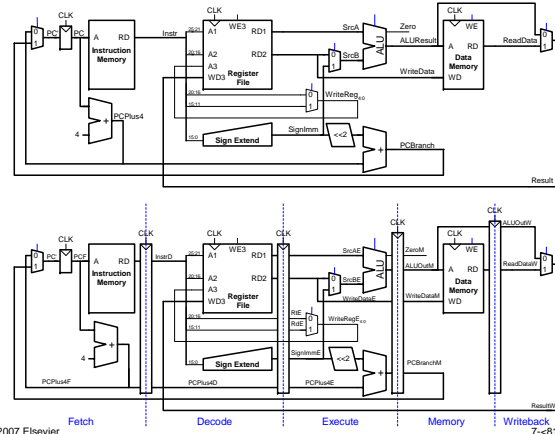 CLK
CLK
CLK
0
1
PC'
PC
A
RD
Instruction
Memory
Instr
25:21
20:16
A1
A2
A3
WD3
WE3
RD1
RD2
Register
File
SrcA
0
1
SrcB
ALU
Zero
ALUResult
WriteData
A
RD
WE
Data
Memory
WD
ReadData
0
1
PCPlus4
4
20:16
15:11
0
1
WriteReg4:0
15:0
Sign Extend
SignImm
<<2
PCBranch
Result
CLK
CLK
CLK
CLK
CLK
CLK
CLK
0
1
PC'
PCF
A
RD
Instruction
Memory
InstrD
25:21
20:16
A1
A2
A3
WD3
WE3
RD1
RD2
Register
File
SrcAE
0
1
SrcBE
ALU
ZeroM
ALUOutM
ALUOutW
WriteDataE
WriteDataM
A
RD
WE
Data
Memory
WD
ReadDataW
0
1
4
20:16
15:11
RtE
RdE
0
1
WriteRegE4:0
15:0
Sign Extend
SignImmE
<<2
PCBranchM
PCPlus4F
PCPlus4D
PCPlus4E
ResultW
Fetch
Decode
Execute
Memory
Writeback
2007 Elsevier
7-<8